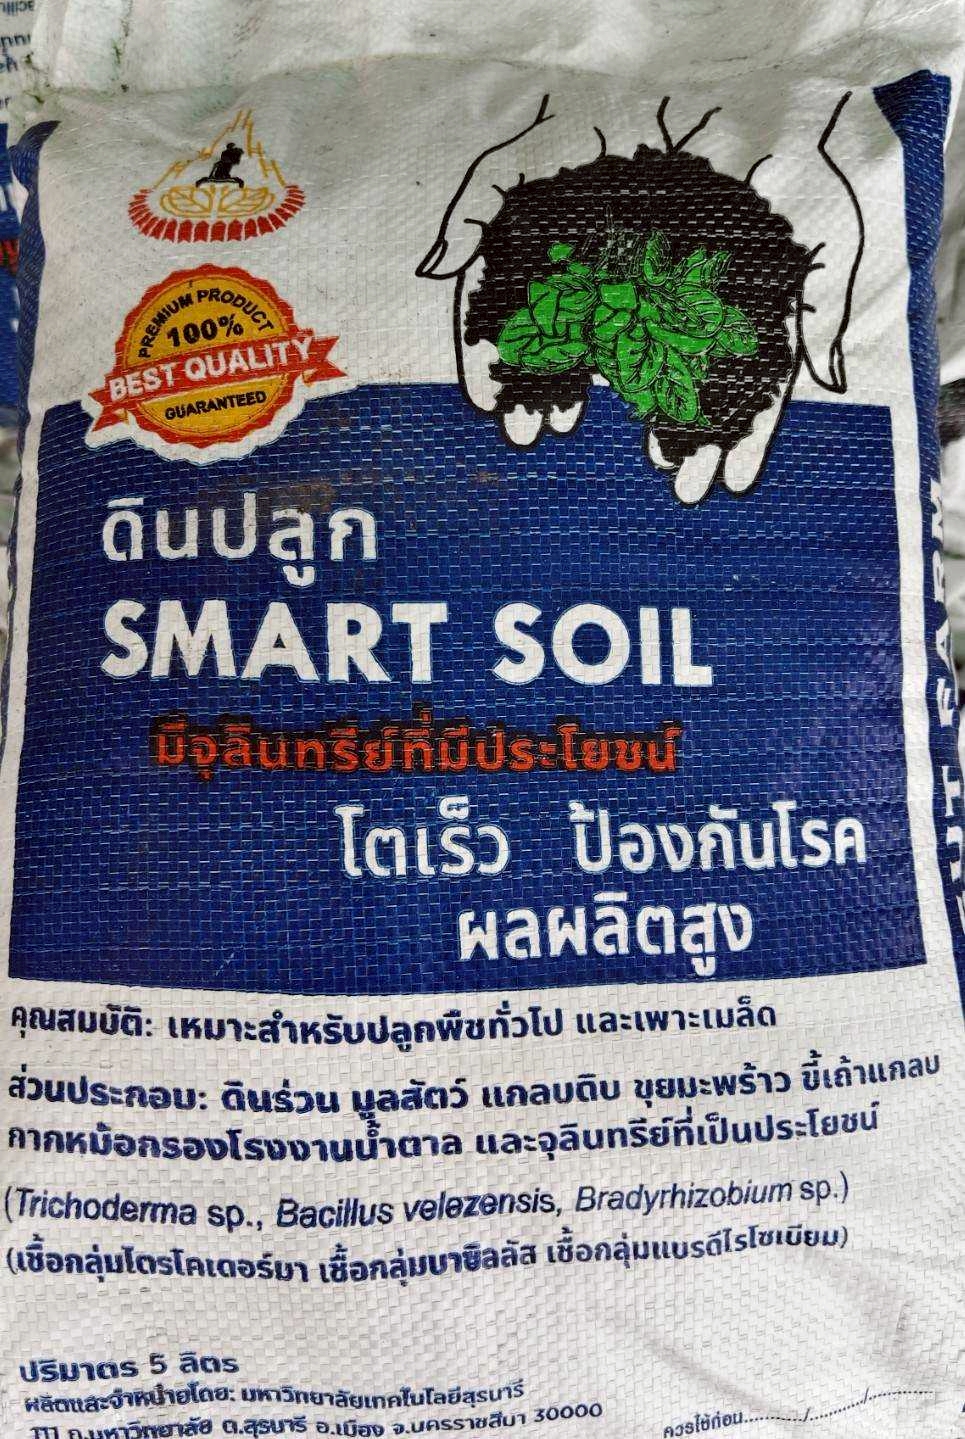 PREMIUM PRODUCT
100%
BEST QUALITY
GUARANTEED
ดินปลูก
SMART SOIL
มีจุลินทรีย์ที่มีประโยชน์
โตเร็ว ป้องกันโรค
ผลผลิตสูง
คุณสมบัติ: เหมาะสำหรับปลูกพืชทั่วไป และเพาะเมล็ด
ส่วนประกอบ: ดินร่วน มูลสัตว์ แกลบดิบ ขุยมะพร้าว ขี้เถ้าแกลบ
กากหม้อกรองโรงงานน้ำตาล และจุลินทรีย์ที่เป็นประโยชน์
(Trichoderma sp., Bacillus velezensis, Bradyrhizobium sp.)
(เชื้อกลุ่มไตรโคเดอร์มา เชื้อกลุ่มบาซิลลัส เชื้อกลุ่มแบรดีไรโซเบียม)
ปริมาตร 5 ลิตร
ผลิตและจำหน่ายโดย: มหาวิทยาลัยเทคโนโลยีสุรนารี
111 ถ.มหาวิทยาลัย ต.สุรนารี อ.เมือง จ.นครราชสีมา 30000
ควรใช้ก่อน........../............/............